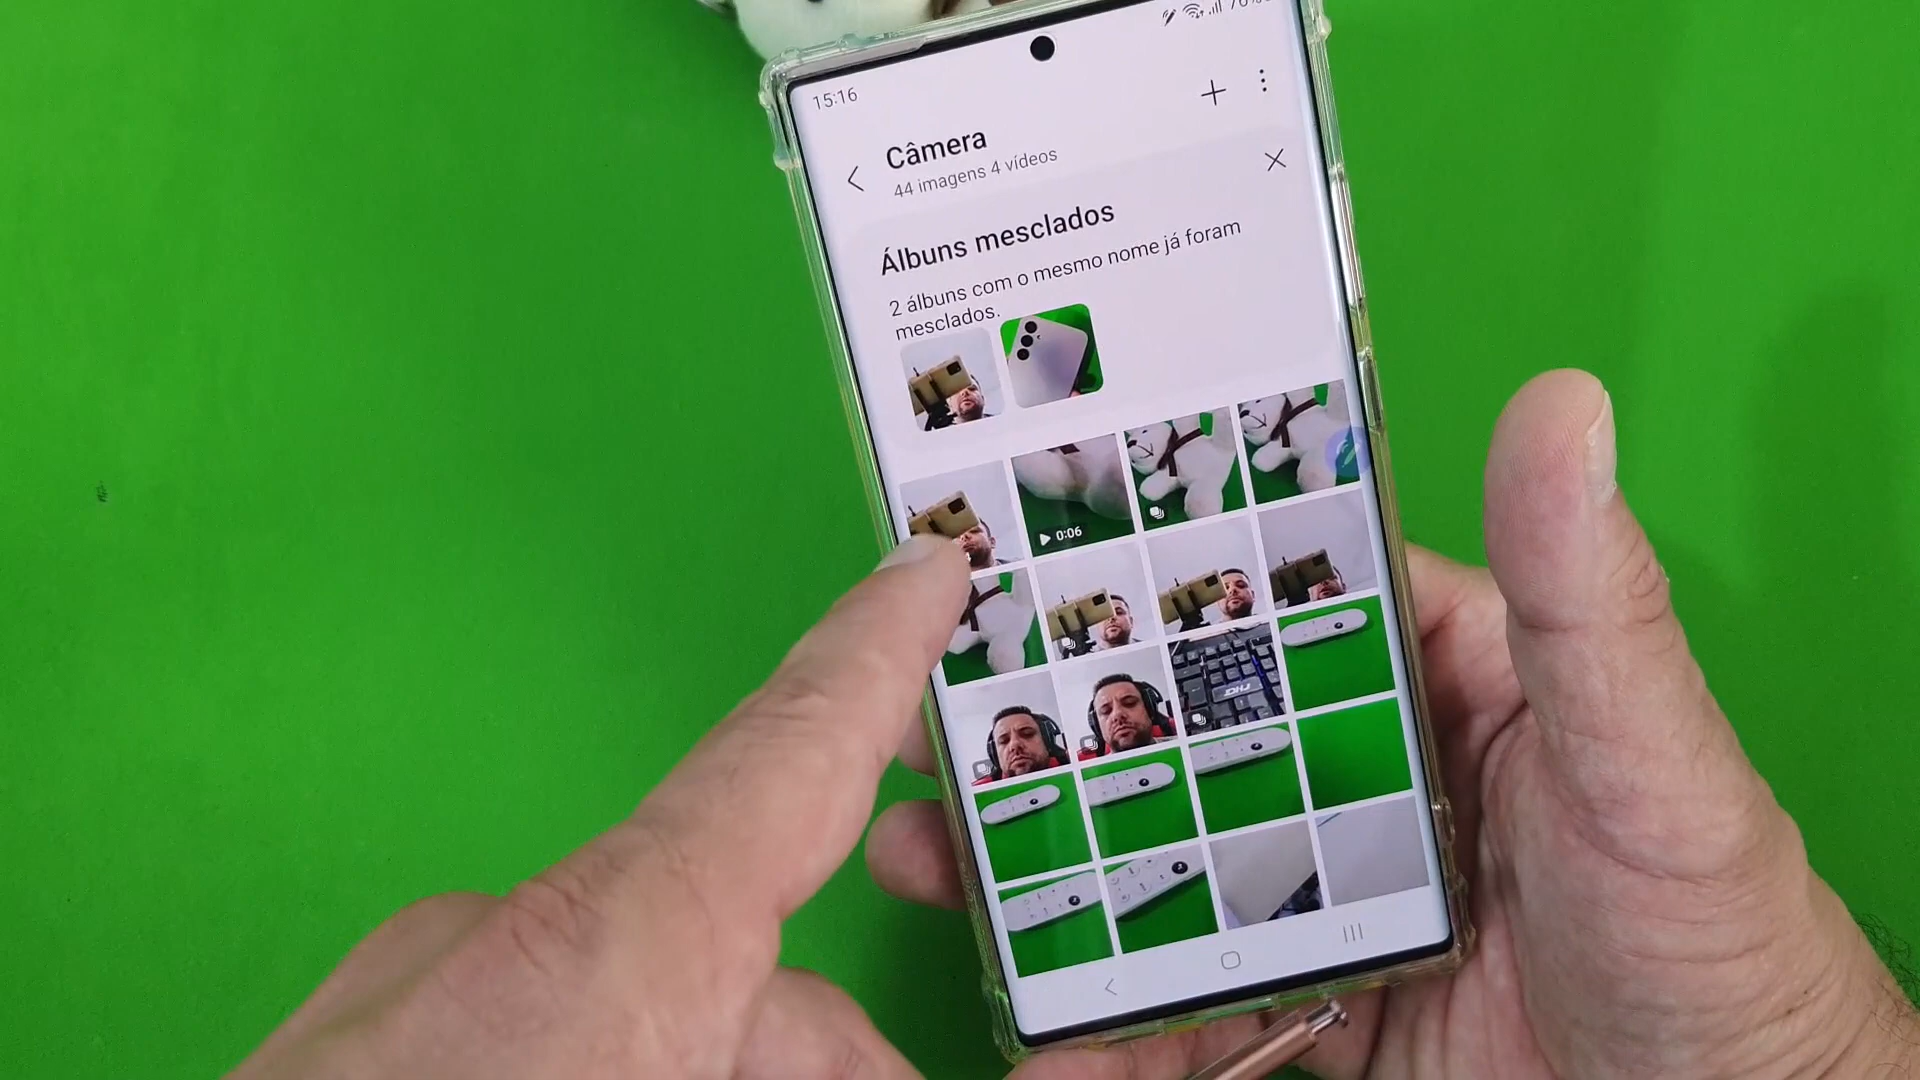 15:16
Câmera
44 imagens 4 vídeos
Álbuns mesclados
2 álbuns com o mesmo nome já foram
mesclados.
0:06